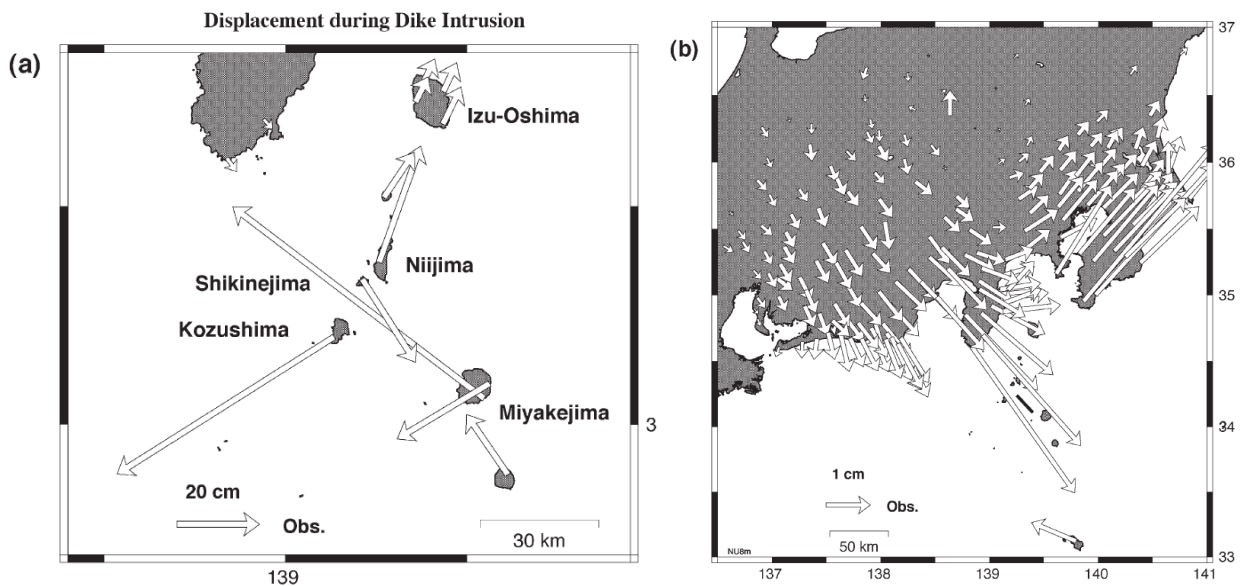 Displacement during Dike Intrusion
(a)
Izu-Oshima
Niijima
Shikinejima
Kozushima
Miyakejima
20 cm
Obs.
30 km
139
3
(b)
37
36
35
34
33
1 cm
Obs.
50 km
NU8m
137
138
139
140
141